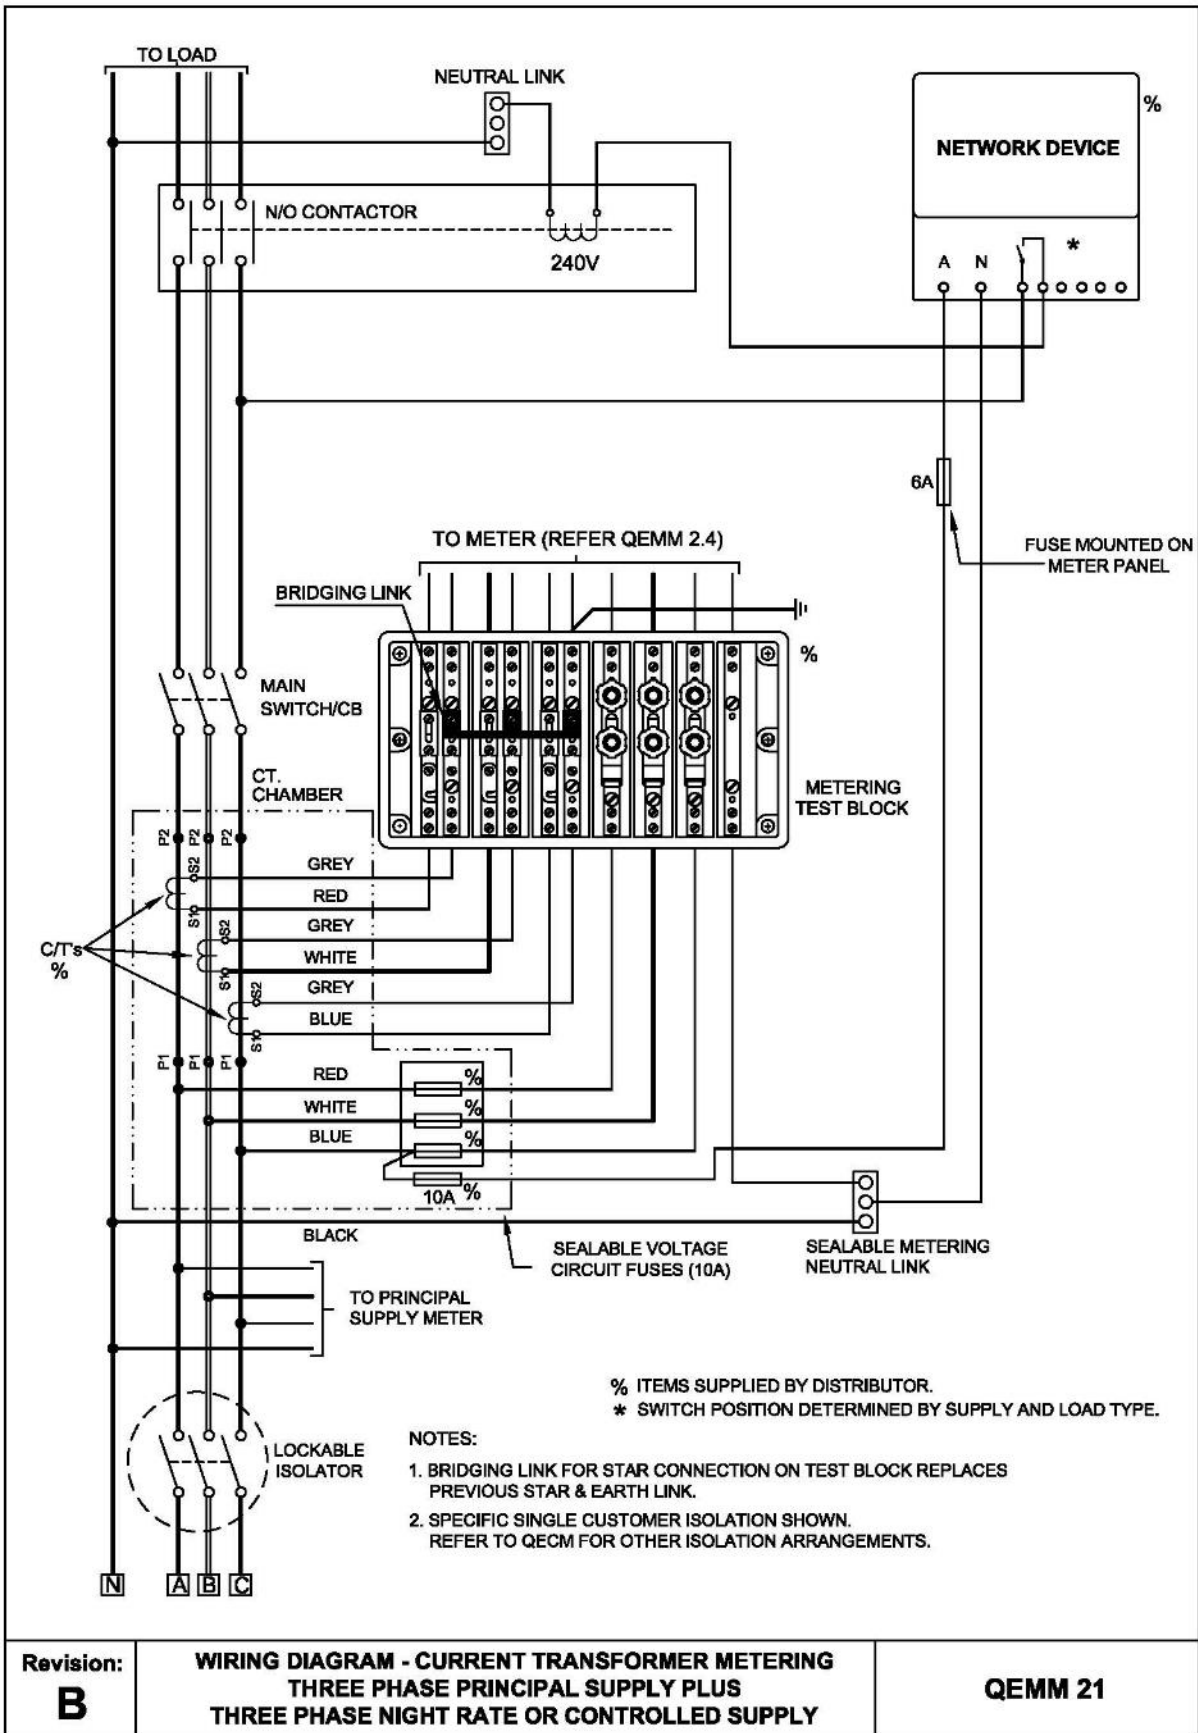 TO LOAD
NEUTRAL LINK
%
NETWORK DEVICE
N/O CONTACTOR
240V
A N *
6A
FUSE MOUNTED ON
METER PANEL
TO METER (REFER QEMM 2.4)
BRIDGING LINK
%
MAIN
SWITCH/CB
METERING
TEST BLOCK
CT.
CHAMBER
P2 P2 P2
S2
GREY
RED
S1
S2
GREY
WHITE
S1
S2
GREY
BLUE
S1
C/T's
%
P1 P1 P1
RED
%
WHITE
%
BLUE
%
10A %
BLACK
SEALABLE VOLTAGE
CIRCUIT FUSES (10A)
SEALABLE METERING
NEUTRAL LINK
TO PRINCIPAL
SUPPLY METER
% ITEMS SUPPLIED BY DISTRIBUTOR.
* SWITCH POSITION DETERMINED BY SUPPLY AND LOAD TYPE.
LOCKABLE
ISOLATOR
NOTES:
1. BRIDGING LINK FOR STAR CONNECTION ON TEST BLOCK REPLACES
PREVIOUS STAR & EARTH LINK.
2. SPECIFIC SINGLE CUSTOMER ISOLATION SHOWN.
REFER TO QECM FOR OTHER ISOLATION ARRANGEMENTS.
N A B C
Revision:
B
WIRING DIAGRAM - CURRENT TRANSFORMER METERING
THREE PHASE PRINCIPAL SUPPLY PLUS
THREE PHASE NIGHT RATE OR CONTROLLED SUPPLY
QEMM 21